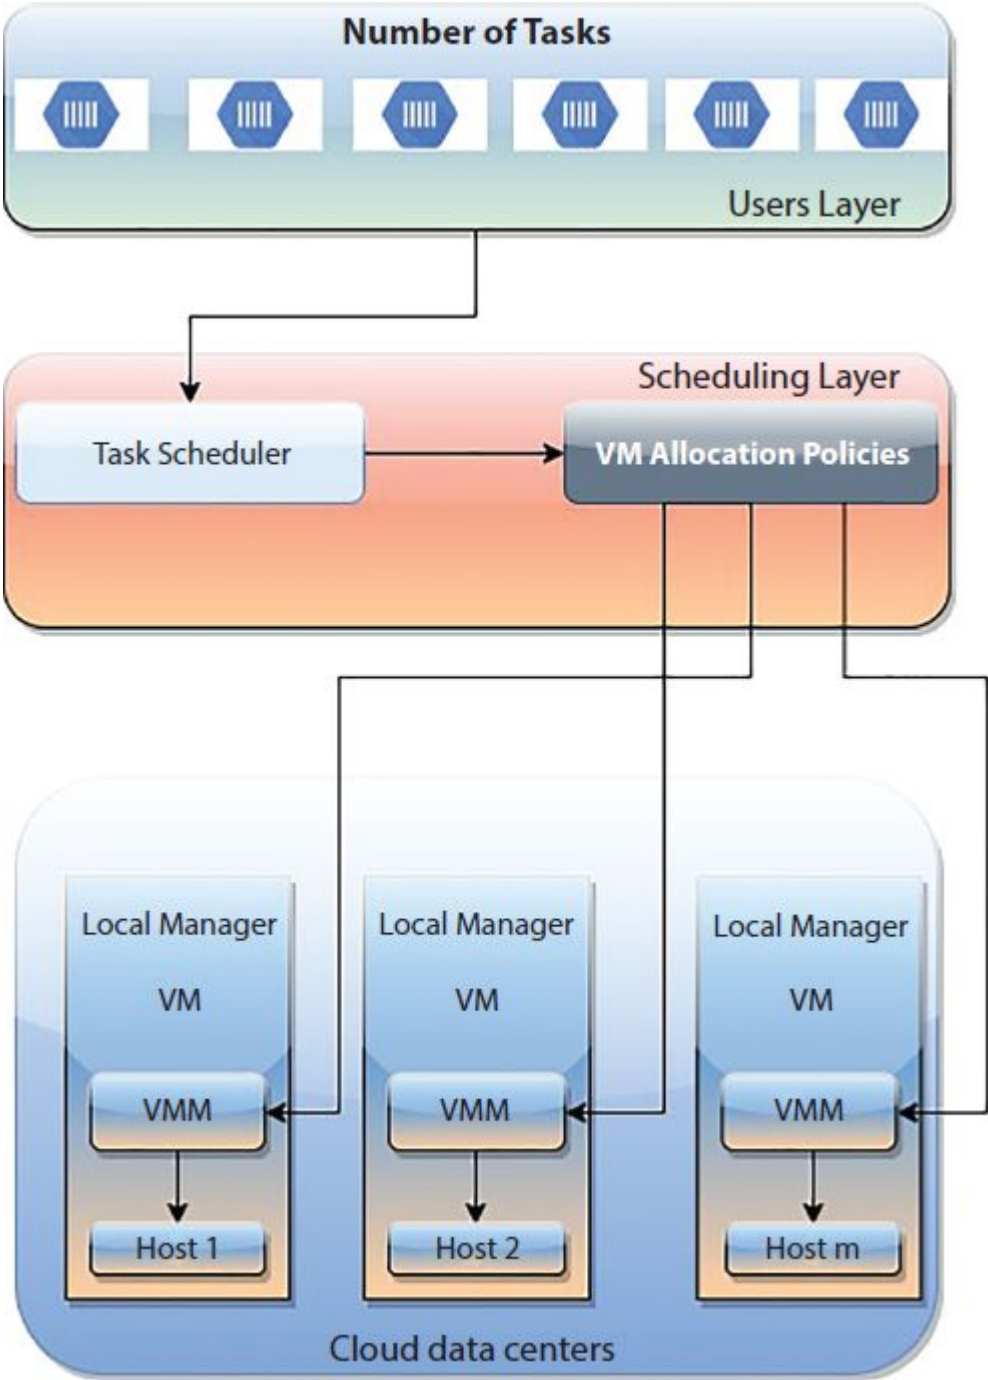 Number of Tasks
Users Layer
Scheduling Layer
Task Scheduler
VM Allocation Policies
Local Manager
VM
VMM
Host 1
Local Manager
VM
VMM
Host 2
Local Manager
VM
VMM
Host m
Cloud data centers